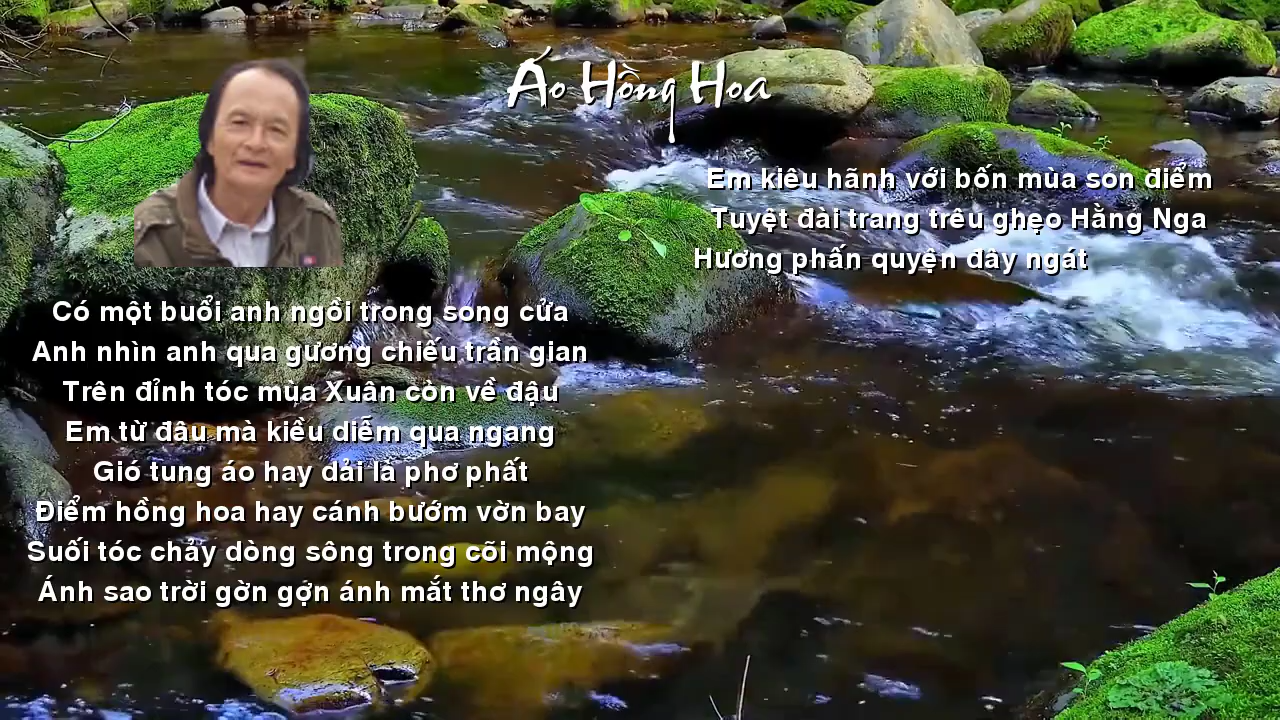 Áo Hồng Hoa
Có một buổi anh ngồi trong song cửa
Anh nhìn anh qua gương chiếu trần gian
Trên đỉnh tóc mùa Xuân còn về đậu
Em từ đâu mà kiều diễm qua ngang
Gió tung áo hay dải là phơ phất
Điểm hồng hoa hay cánh bướm vờn bay
Suối tóc chảy dòng sông trong cõi mộng
Ánh sao trời gờn gợn ánh mắt thơ ngây
Em kiêu hãnh với bốn mùa son điểm
Tuyệt đài trang trêu ghẹo Hằng Nga
Hương phấn quyện đầy ngát